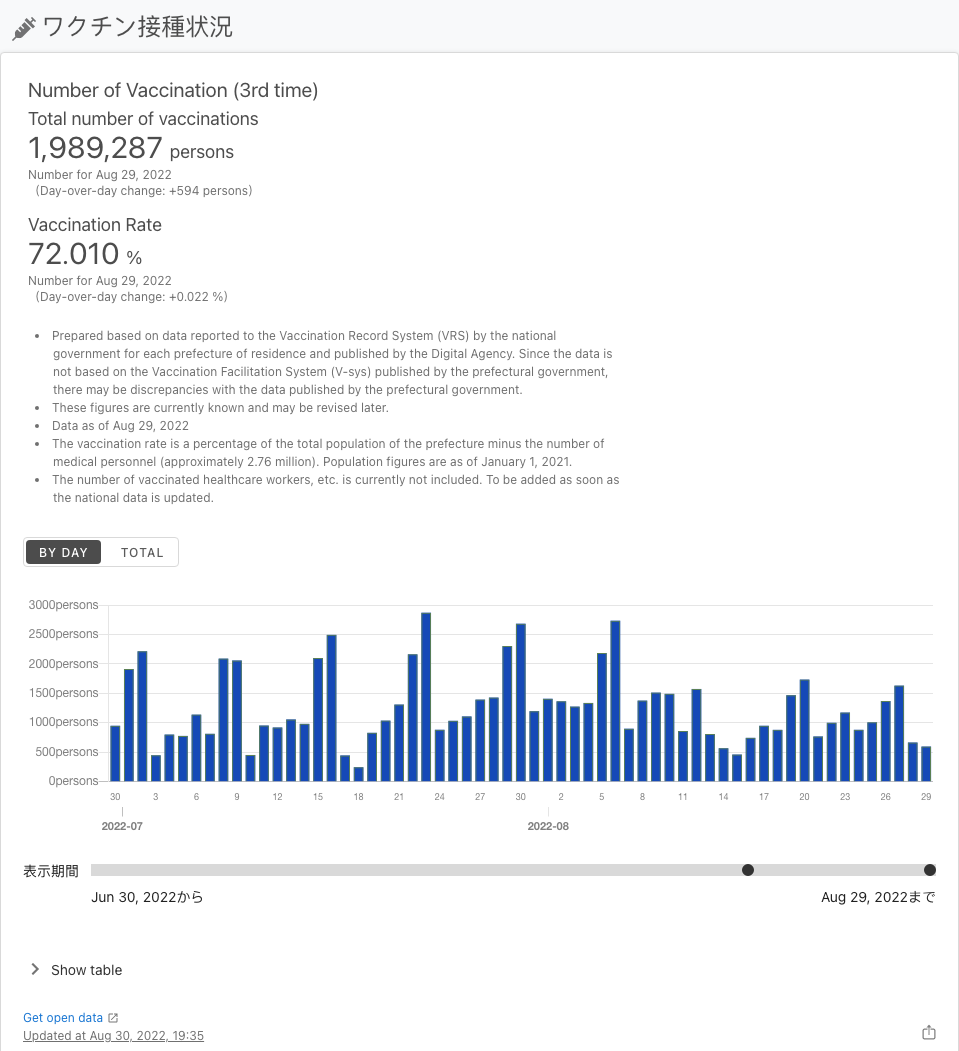 ワクチン接種状況
Number of Vaccination (3rd time)
Total number of vaccinations
1,989,287 persons
Number for Aug 29, 2022
(Day-over-day change: +594 persons)
Vaccination Rate
72.010 %
Number for Aug 29, 2022
(Day-over-day change: +0.022 %)
• Prepared based on data reported to the Vaccination Record System (VRS) by the national
government for each prefecture of residence and published by the Digital Agency. Since the data is
not based on the Vaccination Facilitation System (V-sys) published by the prefectural government,
there may be discrepancies with the data published by the prefectural government.
• These figures are currently known and may be revised later.
• Data as of Aug 29, 2022
• The vaccination rate is a percentage of the total population of the prefecture minus the number of
medical personnel (approximately 2.76 million). Population figures are as of January 1, 2021.
• The number of vaccinated healthcare workers, etc. is currently not included. To be added as soon as
the national data is updated.
BY DAY TOTAL
3000persons
2500persons
2000persons
1500persons
1000persons
500persons
0persons
30 3 6 9 12 15 18 21 24 27 30 2 5 8 11 14 17 20 23 26 29
2022-07 2022-08
表示期間
Jun 30, 2022から Aug 29, 2022まで
Show table
Get open data
Updated at Aug 30, 2022, 19:35